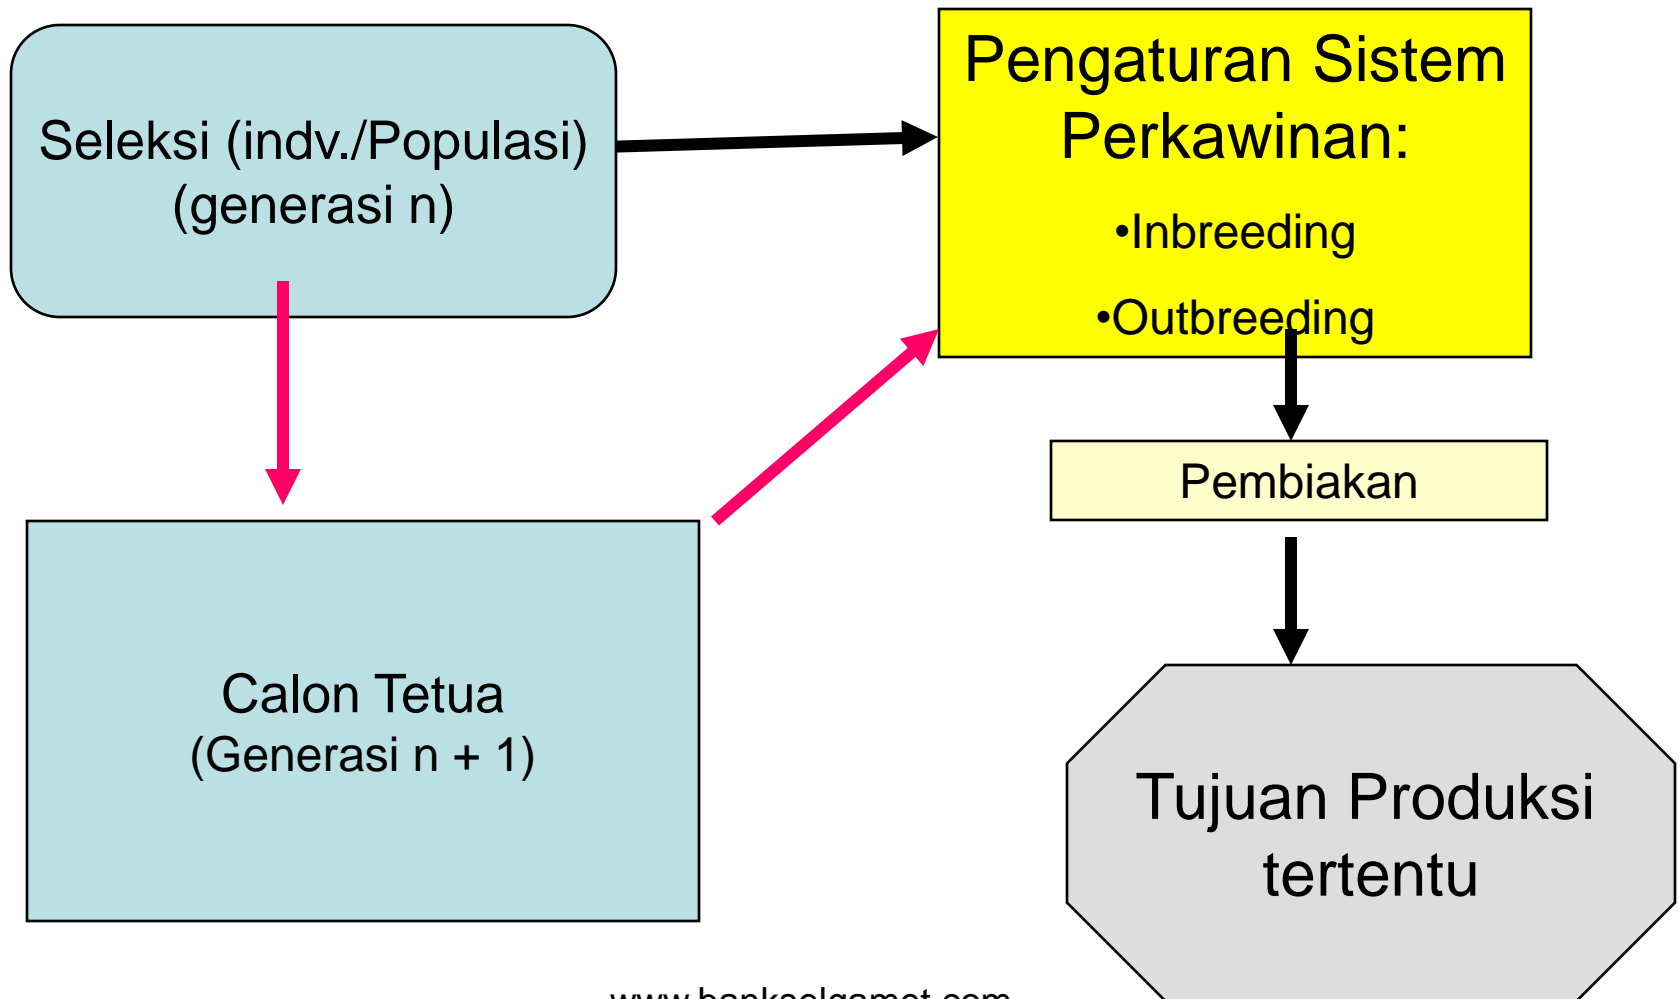 Seleksi (indv./Populasi)
(generasi n)
Pengaturan Sistem
Perkawinan:
•Inbreeding
•Outbreeding
Pembiakan
Calon Tetua
(Generasi n + 1)
Tujuan Produksi
tertentu